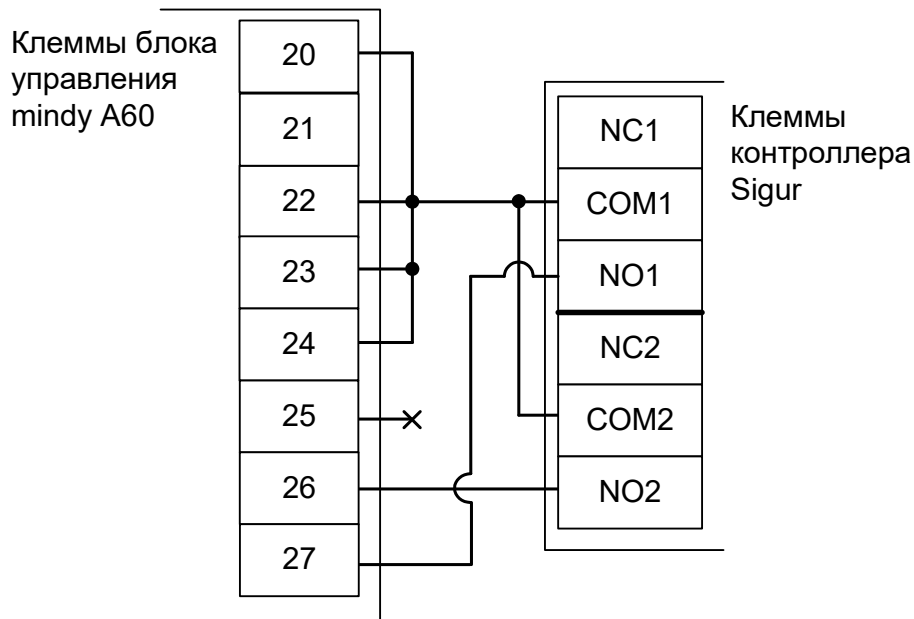 Клеммы блока
управления
mindy A60
20
21
22
23
24
25
26
27
NC1
COM1
NO1
NC2
COM2
NO2
Клеммы
контроллера
Sigur